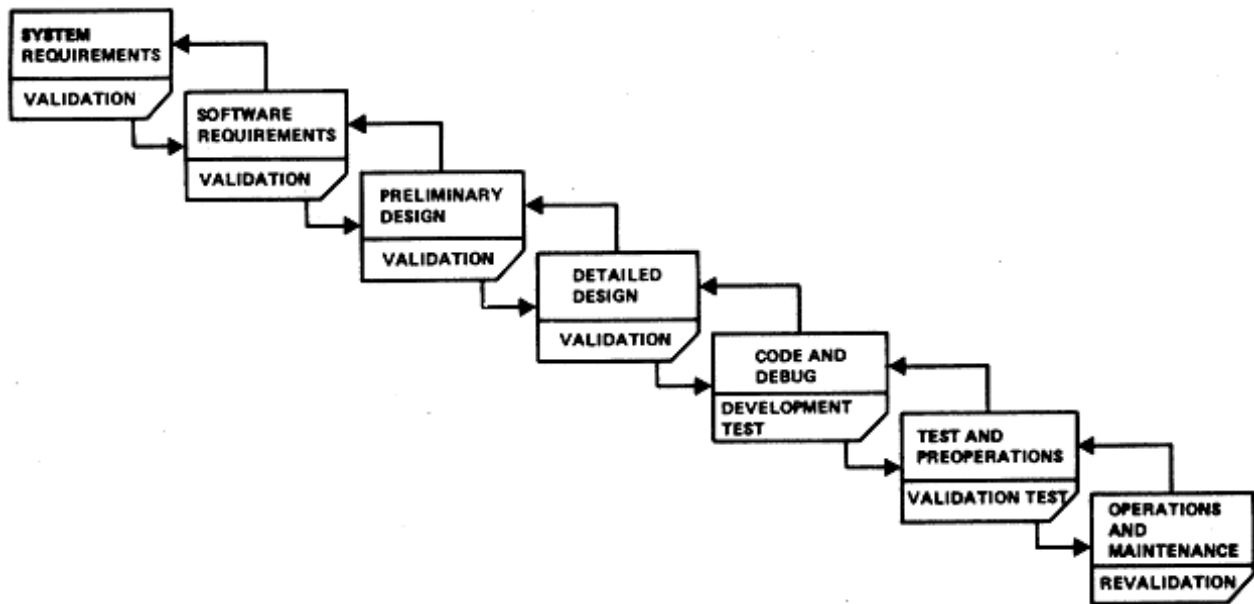 SYSTEM
REQUIREMENTS
VALIDATION
SOFTWARE
REQUIREMENTS
VALIDATION
PRELIMINARY
DESIGN
VALIDATION
DETAILED
DESIGN
VALIDATION
CODE AND
DEBUG
DEVELOPMENT
TEST
TEST AND
PREOPERATIONS
VALIDATION TEST
OPERATIONS
AND
MAINTENANCE
REVALIDATION